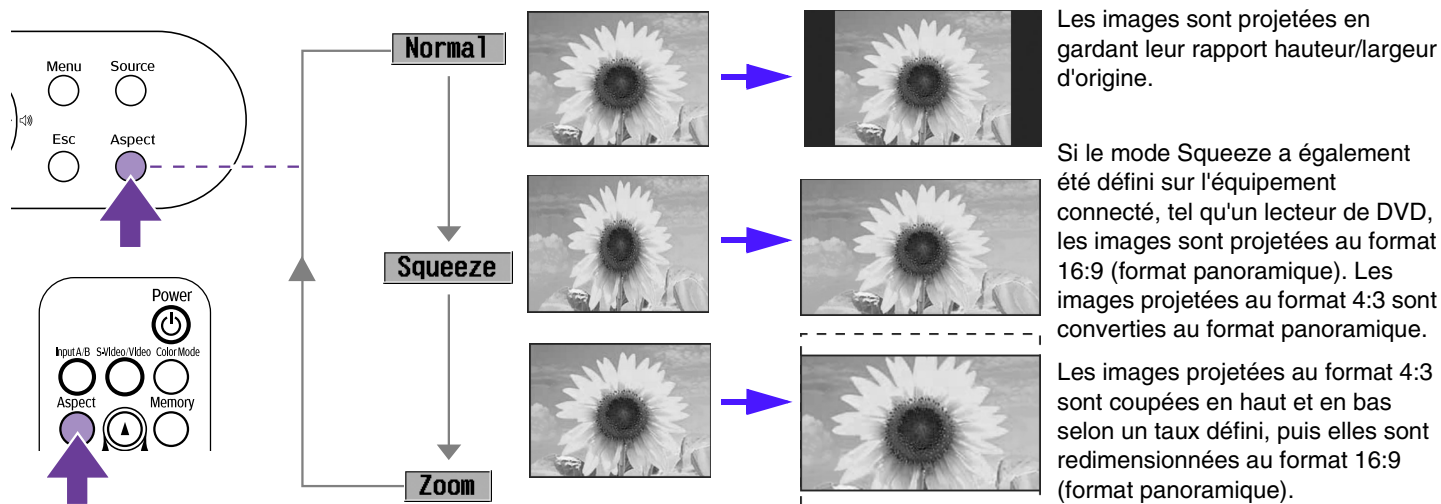 Menu
Source
Esc
Aspect
Power
InputA/B
S-Video/Video
ColorMode
Aspect
Memory
Normal
Squeeze
Zoom
Les images sont projetées en
gardant leur rapport hauteur/largeur
d'origine.
Si le mode Squeeze a également
été défini sur l'équipement
connecté, tel qu'un lecteur de DVD,
les images sont projetées au format
16:9 (format panoramique). Les
images projetées au format 4:3 sont
converties au format panoramique.
Les images projetées au format 4:3
sont coupées en haut et en bas
selon un taux défini, puis elles sont
redimensionnées au format 16:9
(format panoramique).